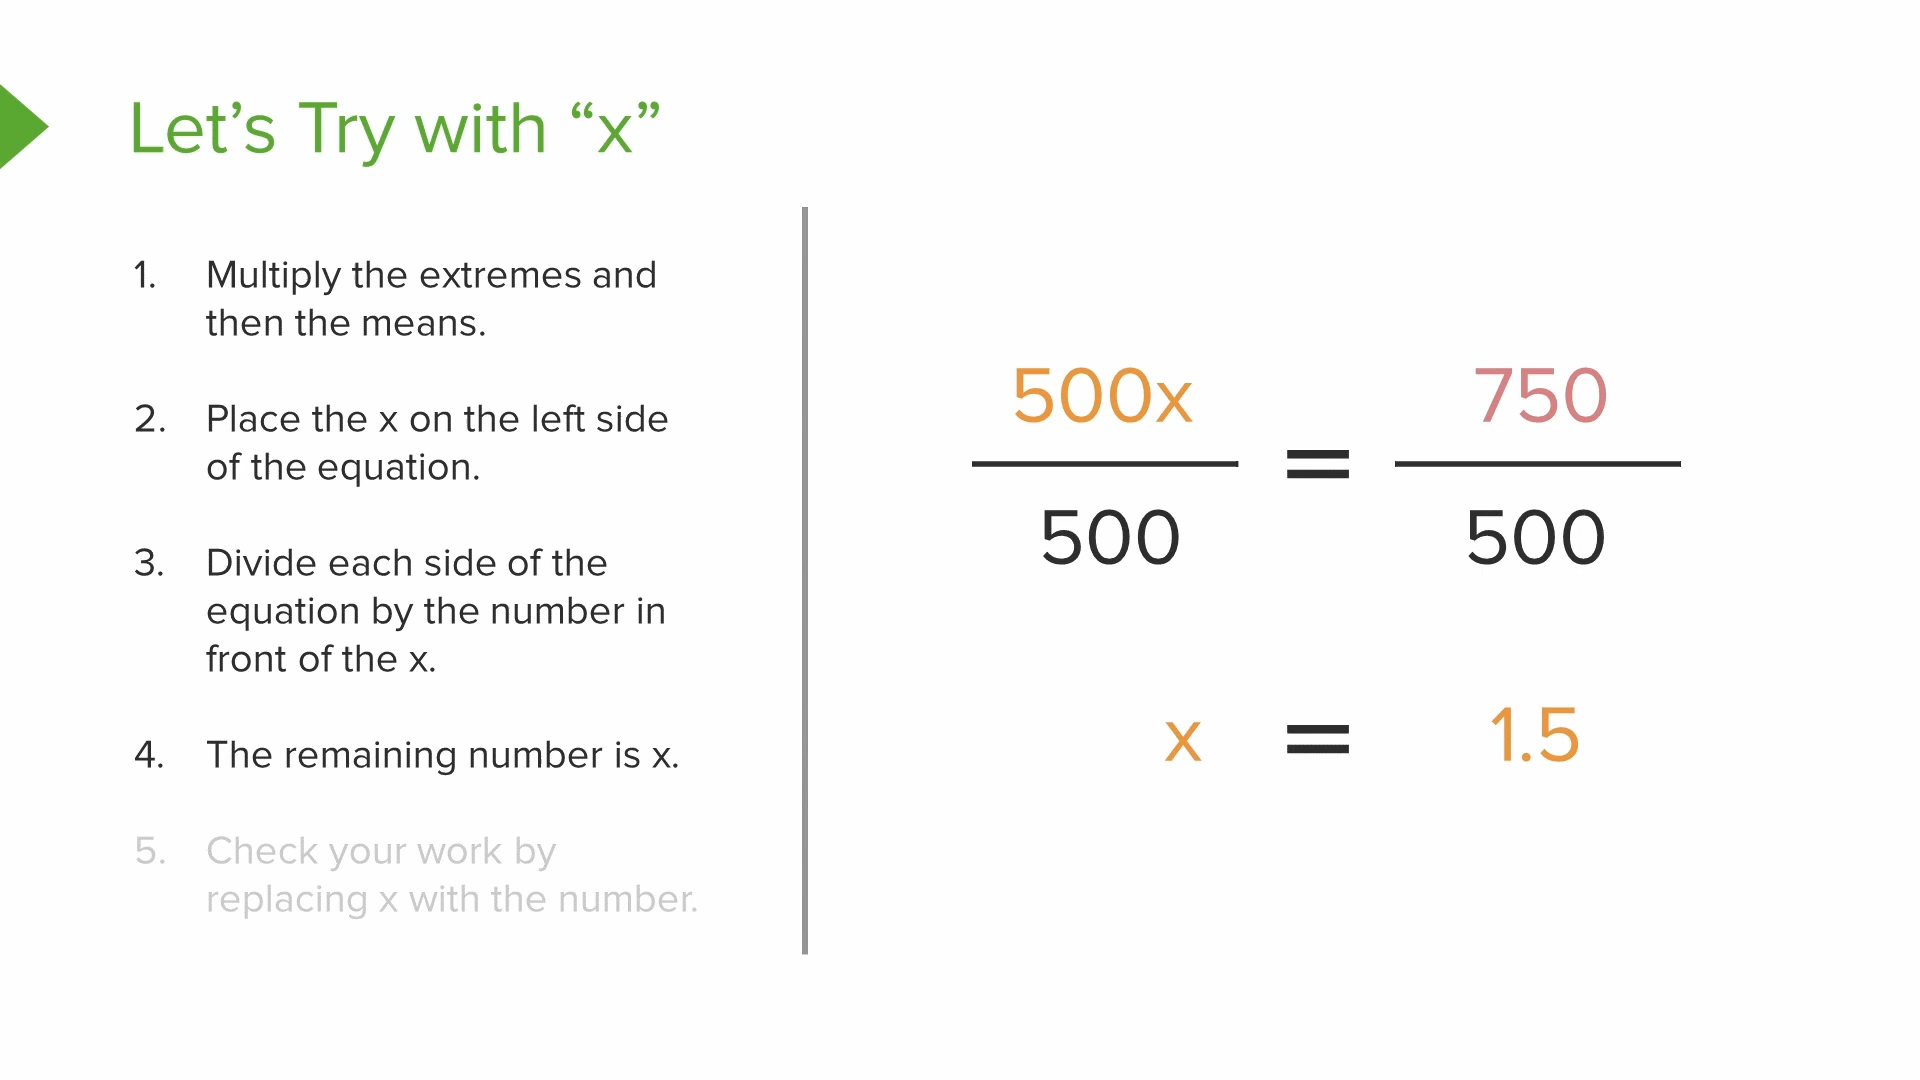 Let’s Try with “x”
1. Multiply the extremes and
then the means.
2. Place the x on the left side
of the equation.
3. Divide each side of the
equation by the number in
front of the x.
4. The remaining number is x.
5. Check your work by
replacing x with the number.
500x = 750
500 500
x = 1.5